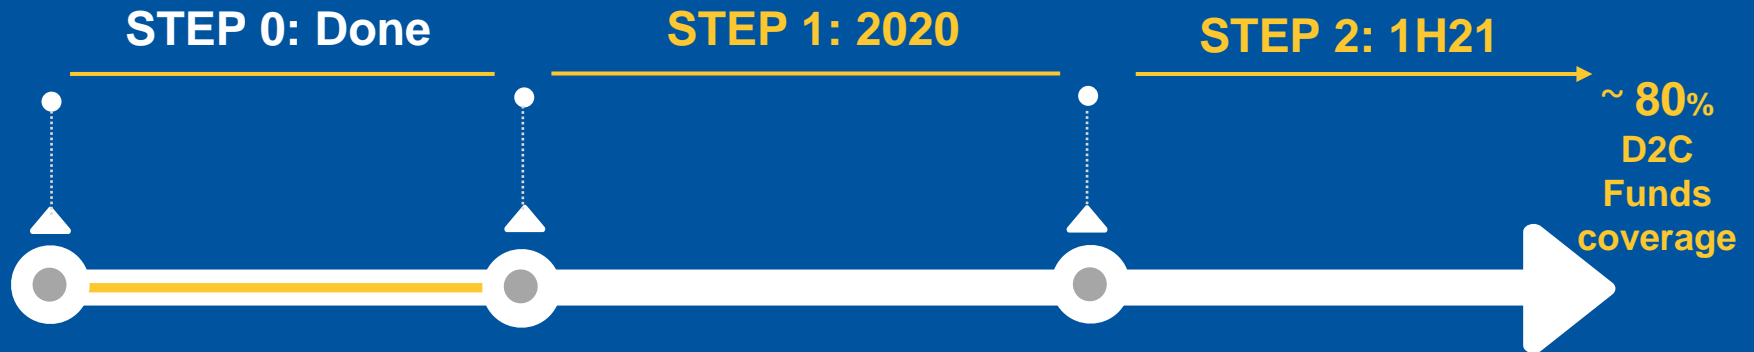 STEP 0: Done
STEP 1: 2020
STEP 2: 1H21
~ 80%
D2C
Funds
coverage